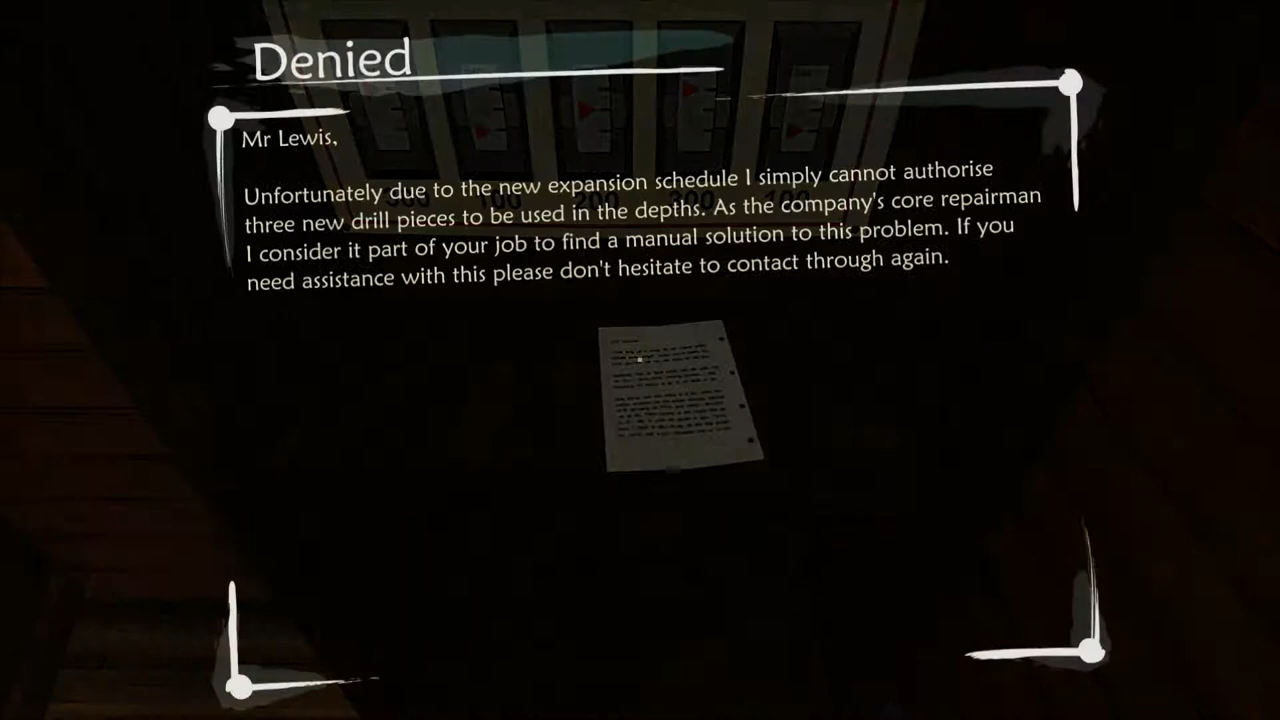 Denied
Mr Lewis,
Unfortunately due to the new expansion schedule I simply cannot authorise
three new drill pieces to be used in the depths. As the company's core repairman
I consider it part of your job to find a manual solution to this problem. If you
need assistance with this please don't hesitate to contact through again.